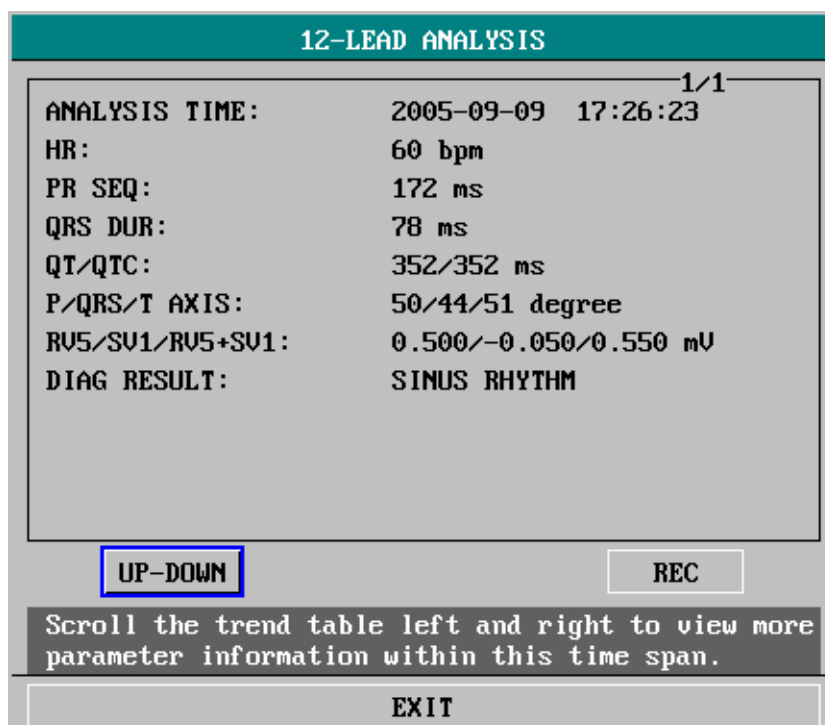 12-LEAD ANALYSIS
1/1
ANALYSIS TIME: 2005-09-09 17:26:23
HR: 60 bpm
PR SEQ: 172 ms
QRS DUR: 78 ms
QT/QTC: 352/352 ms
P/QRS/T AXIS: 50/44/51 degree
RV5/SV1/RV5+SV1: 0.500/-0.050/0.550 mV
DIAG RESULT: SINUS RHYTHM
UP-DOWN REC
Scroll the trend table left and right to view more
parameter information within this time span.
EXIT